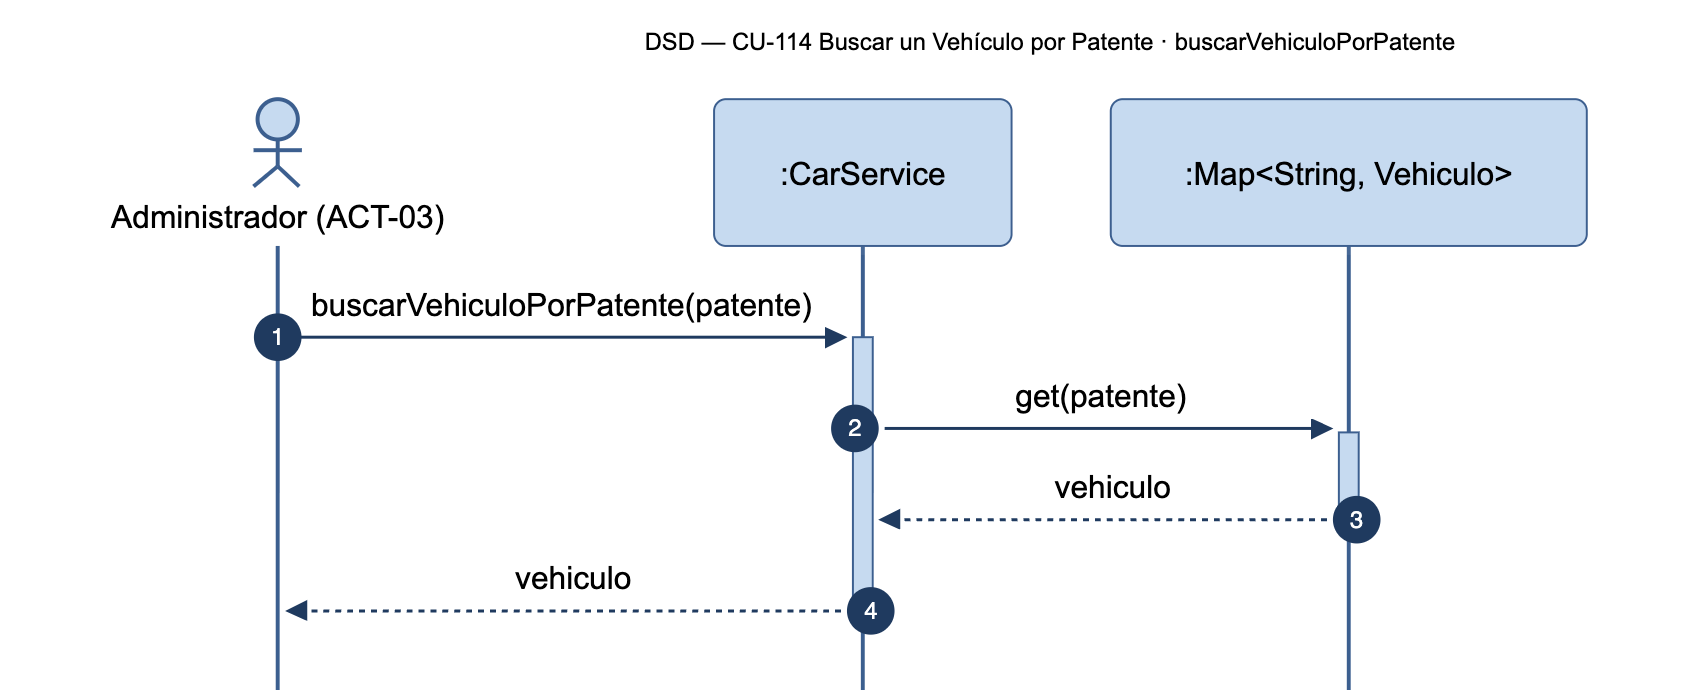 DSD — CU-114 Buscar un Vehículo por Patente · buscarVehiculoPorPatente
Administrador (ACT-03)
:CarService
:Map<String, Vehiculo>
buscarVehiculoPorPatente(patente)
1
get(patente)
2
vehiculo
3
vehiculo
4